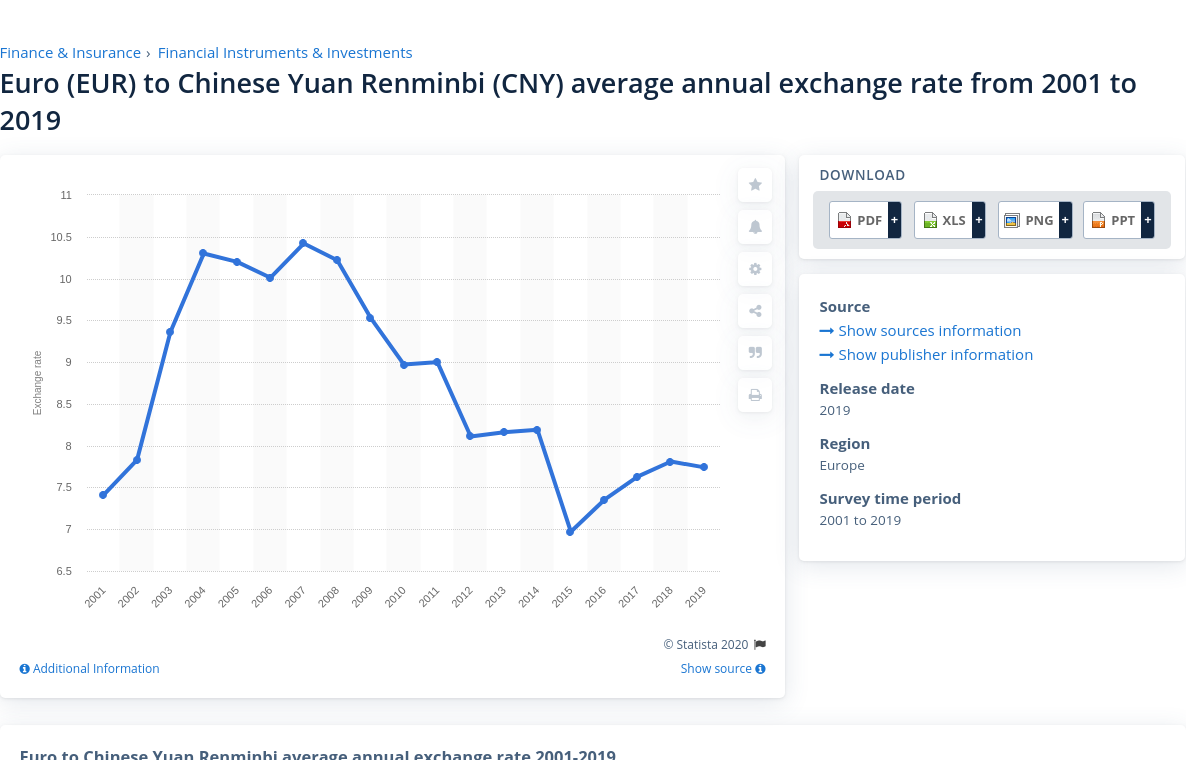 Finance & Insurance › Financial Instruments & Investments
Euro (EUR) to Chinese Yuan Renminbi (CNY) average annual exchange rate from 2001 to
2019
11
10.5
10
9.5
9
8.5
8
7.5
7
6.5
Exchange rate
2001
2002
2003
2004
2005
2006
2007
2008
2009
2010
2011
2012
2013
2014
2015
2016
2017
2018
2019
© Statista 2020
Additional Information
Show source
DOWNLOAD
PDF +
XLS +
PNG +
PPT +
Source
Show sources information
Show publisher information
Release date
2019
Region
Europe
Survey time period
2001 to 2019
Euro to Chinese Yuan Renminbi average annual exchange rate 2001-2019